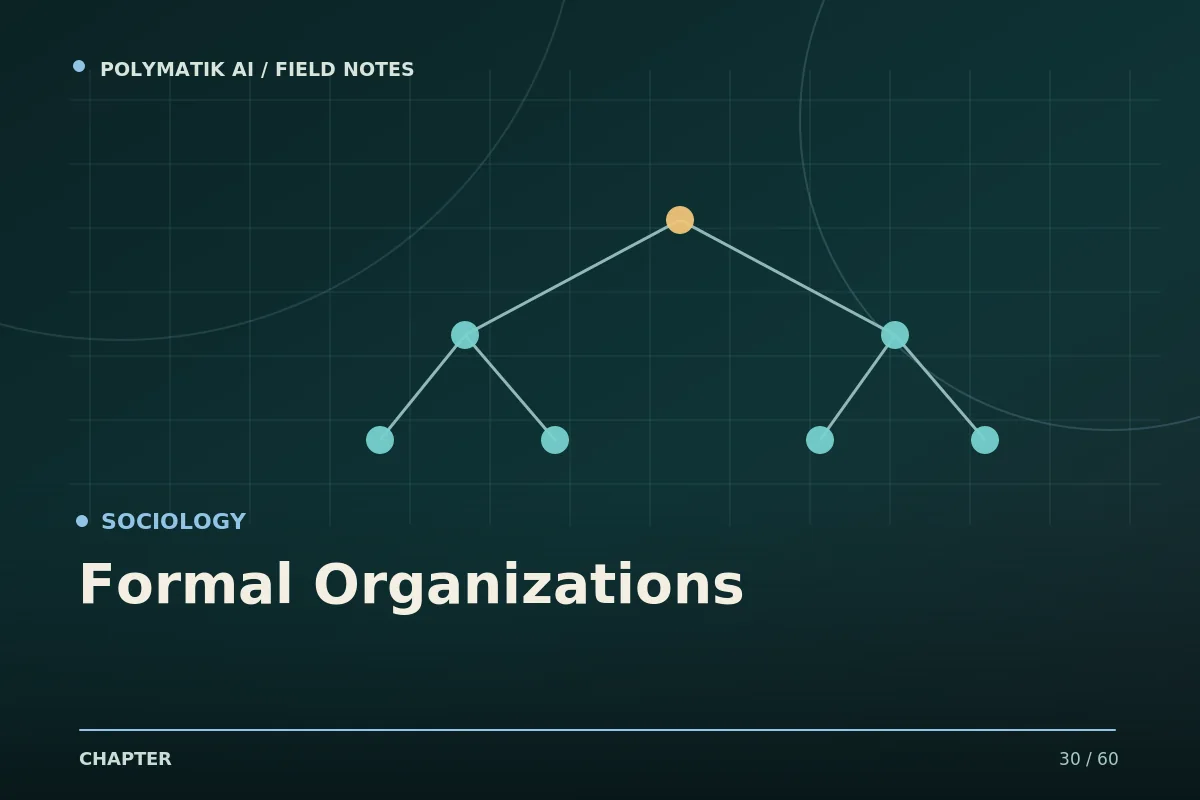 POLYMATIK AI / FIELD NOTES
SOCIOLOGY
Formal Organizations
CHAPTER
30 / 60